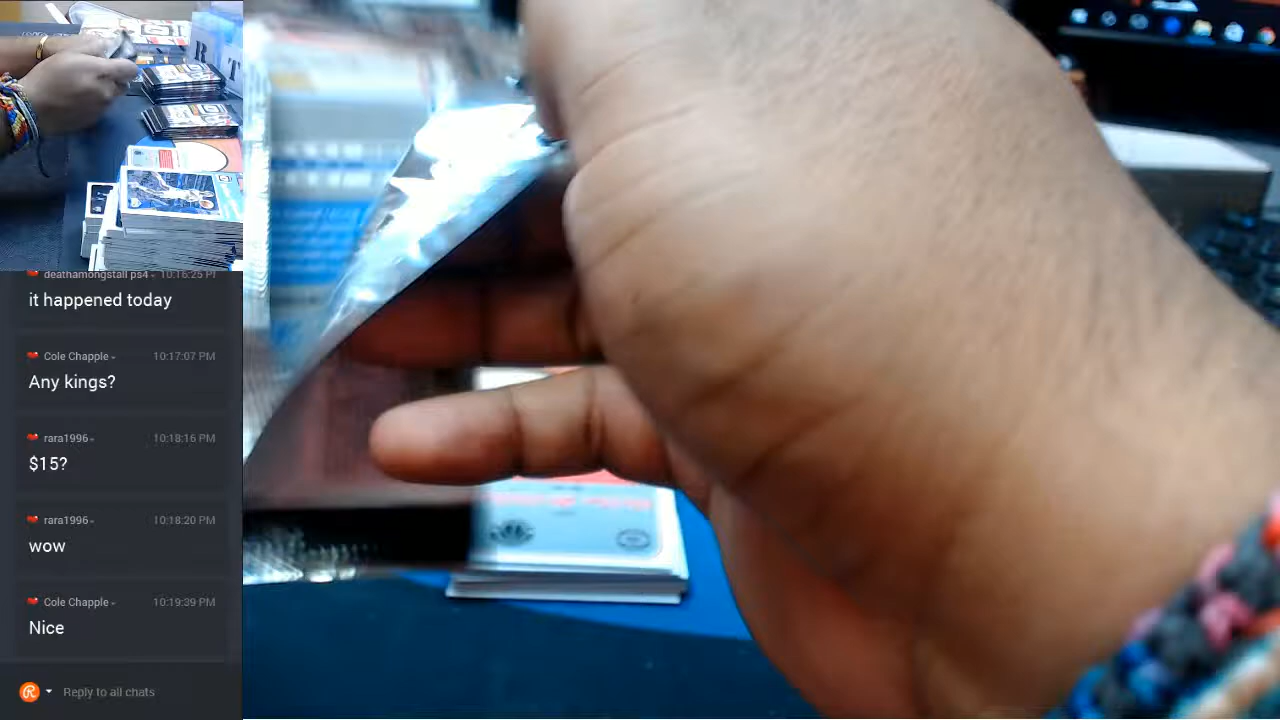 R
T
deathamongstall ps4 10:16:25 PM
it happened today
Cole Chapple 10:17:07 PM
Any kings?
rara1996 10:18:16 PM
$15?
rara1996 10:18:20 PM
wow
Cole Chapple 10:19:39 PM
Nice
Reply to all chats